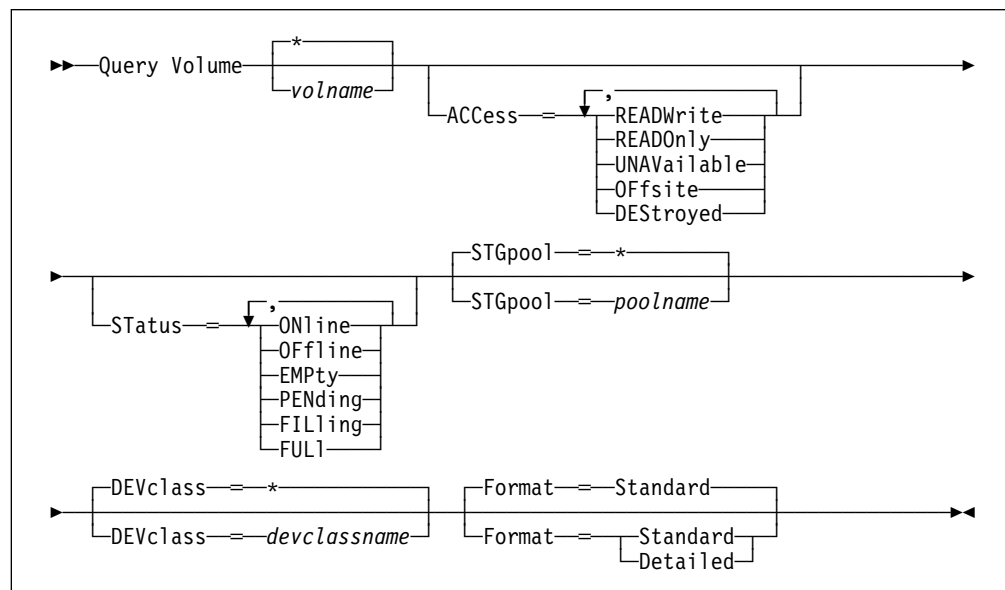 *
Query Volume
volname
,
ACCess = READWrite
READOnly
UNAVailable
OFfsite
DEStroyed
STGpool = *
STGpool = poolname
,
STatus = ONline
OFfline
EMPty
PENding
FILling
FULl
DEVclass = *
DEVclass = devclassname
Format = Standard
Format = Standard
Detailed